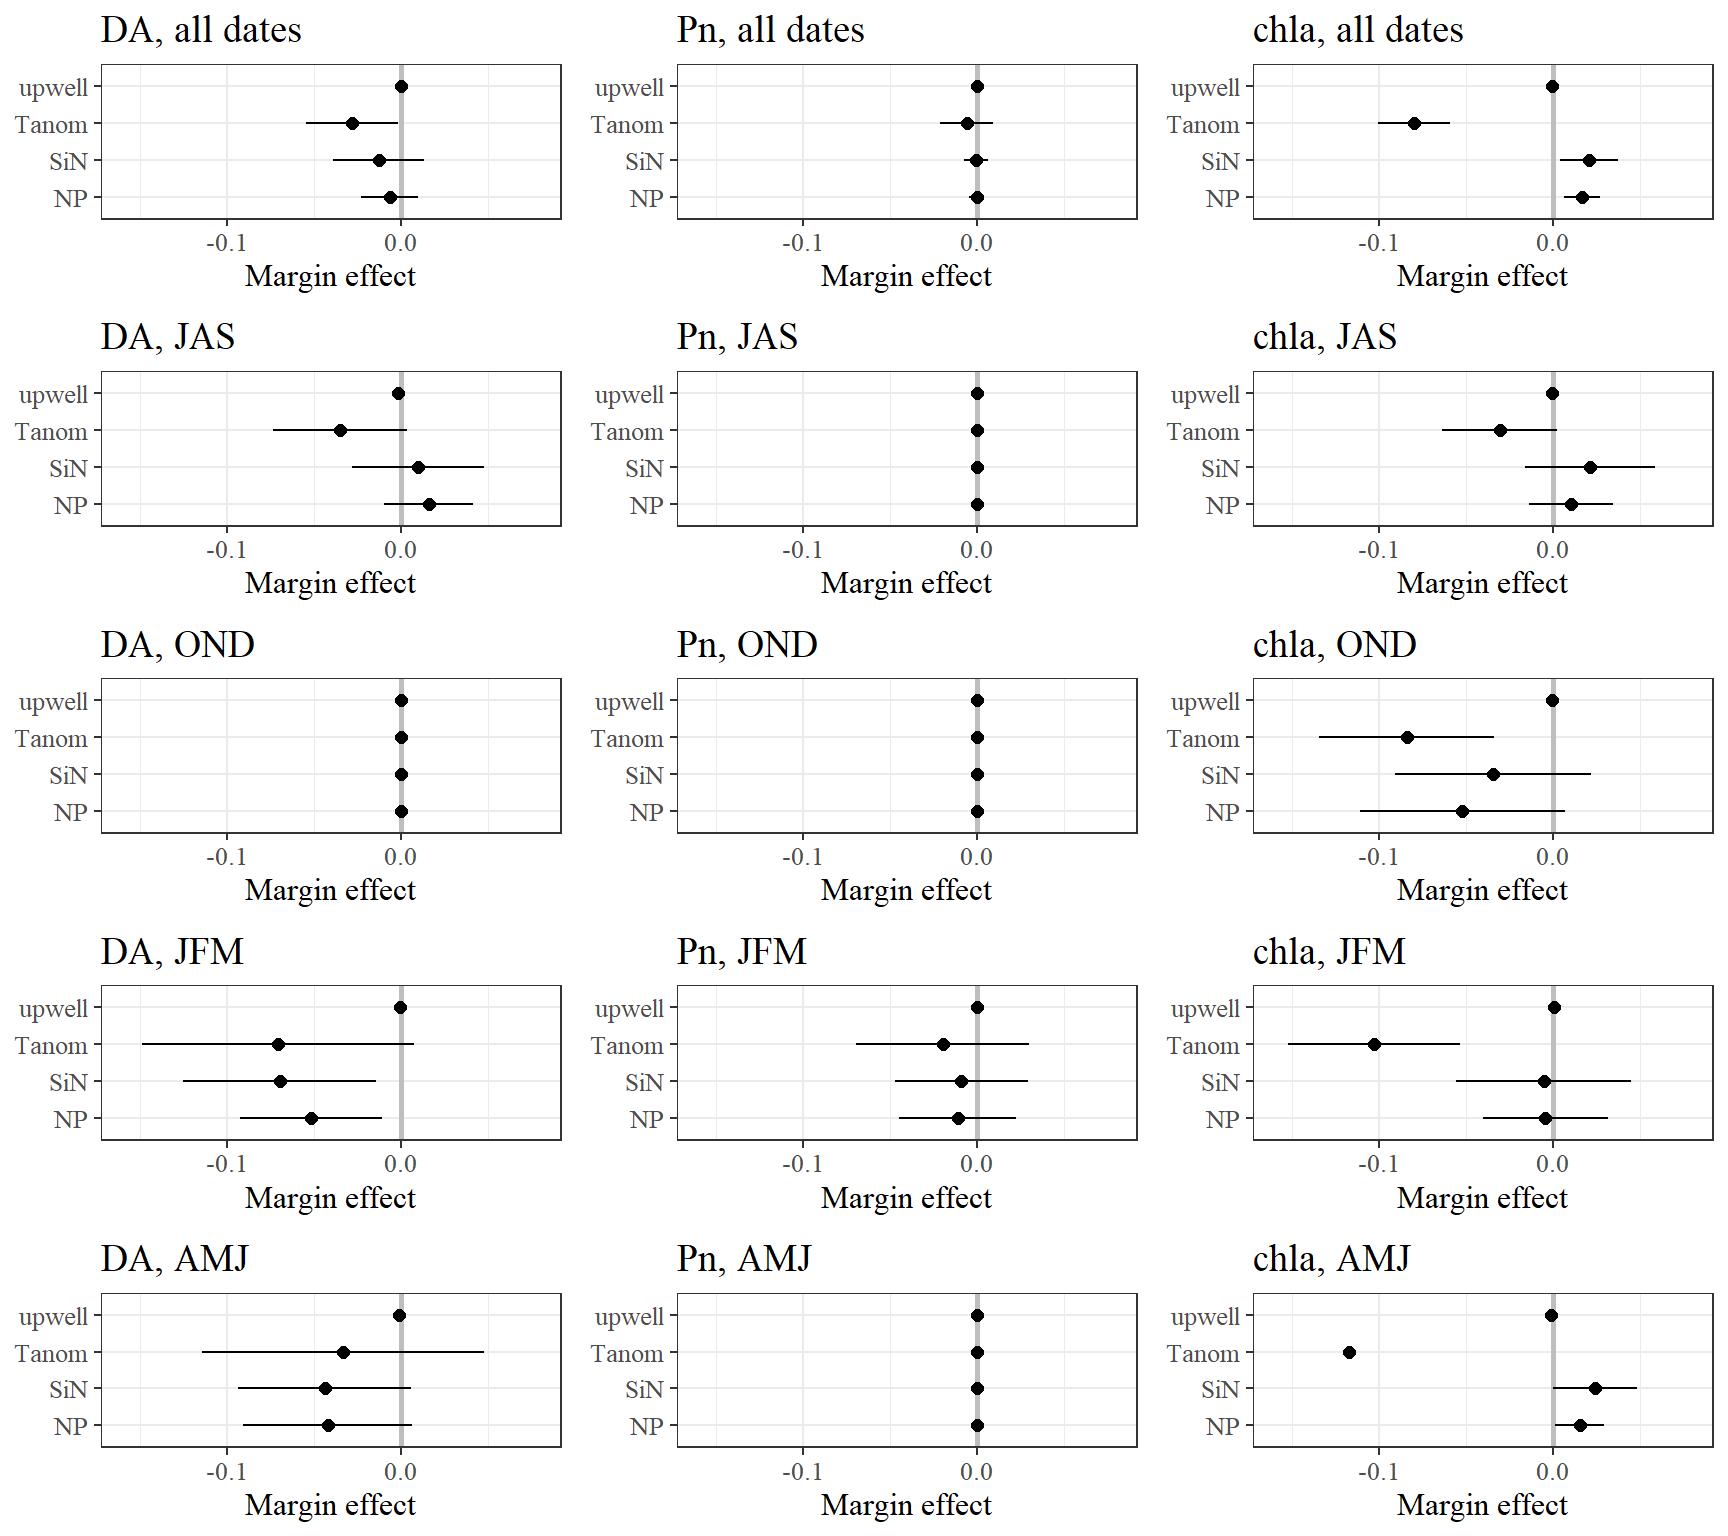 DA, all dates
upwell
Tanom
SiN
NP
-0.1 0.0
Margin effect
Pn, all dates
upwell
Tanom
SiN
NP
-0.1 0.0
Margin effect
chla, all dates
upwell
Tanom
SiN
NP
-0.1 0.0
Margin effect
DA, JAS
upwell
Tanom
SiN
NP
-0.1 0.0
Margin effect
Pn, JAS
upwell
Tanom
SiN
NP
-0.1 0.0
Margin effect
chla, JAS
upwell
Tanom
SiN
NP
-0.1 0.0
Margin effect
DA, OND
upwell
Tanom
SiN
NP
-0.1 0.0
Margin effect
Pn, OND
upwell
Tanom
SiN
NP
-0.1 0.0
Margin effect
chla, OND
upwell
Tanom
SiN
NP
-0.1 0.0
Margin effect
DA, JFM
upwell
Tanom
SiN
NP
-0.1 0.0
Margin effect
Pn, JFM
upwell
Tanom
SiN
NP
-0.1 0.0
Margin effect
chla, JFM
upwell
Tanom
SiN
NP
-0.1 0.0
Margin effect
DA, AMJ
upwell
Tanom
SiN
NP
-0.1 0.0
Margin effect
Pn, AMJ
upwell
Tanom
SiN
NP
-0.1 0.0
Margin effect
chla, AMJ
upwell
Tanom
SiN
NP
-0.1 0.0
Margin effect